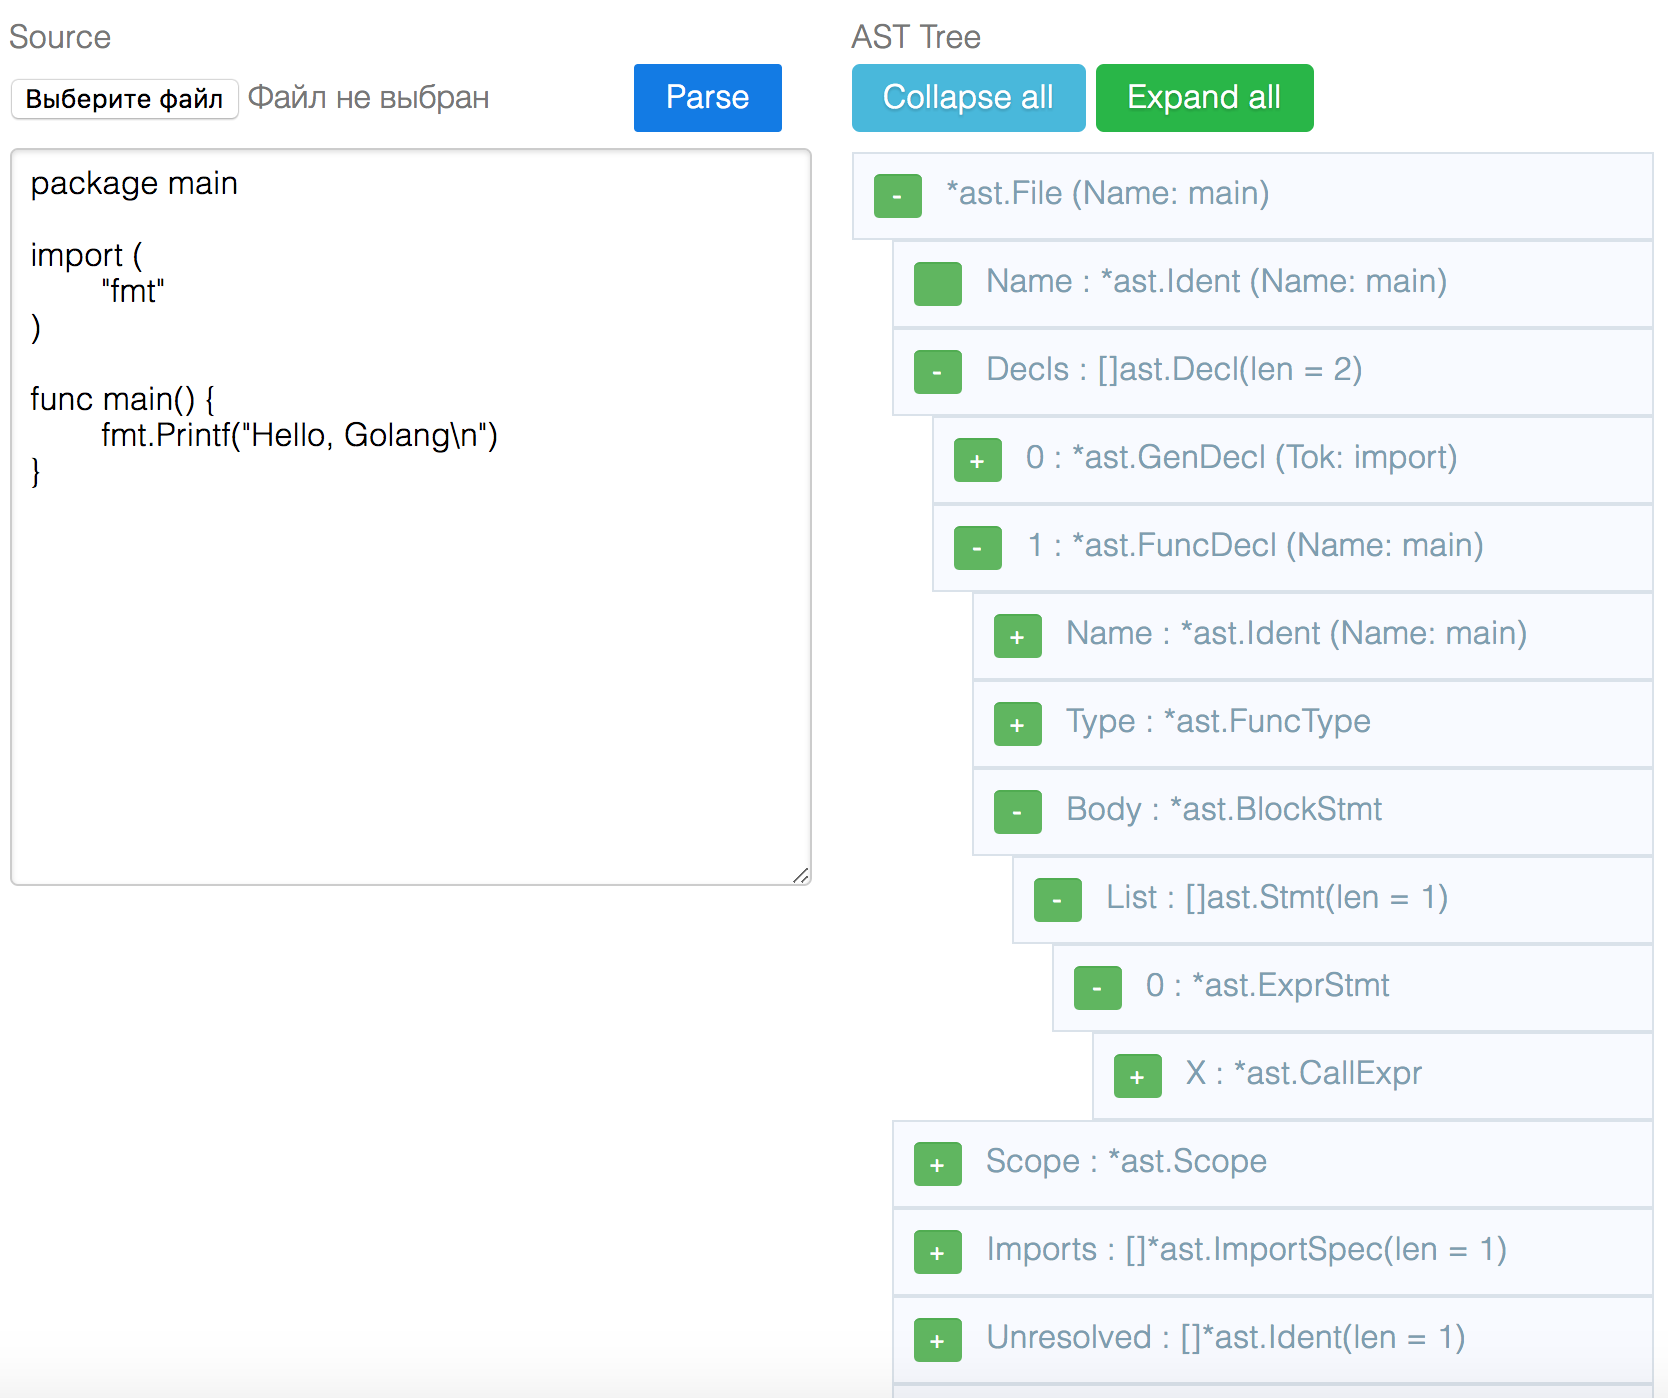 Source
Выберите файл Файл не выбран
Parse
package main
import (
"fmt"
)
func main() {
fmt.Printf("Hello, Golang\n")
}
AST Tree
Collapse all
Expand all
- *ast.File (Name: main)
Name : *ast.Ident (Name: main)
- Decls : []ast.Decl(len = 2)
+ 0 : *ast.GenDecl (Tok: import)
- 1 : *ast.FuncDecl (Name: main)
+ Name : *ast.Ident (Name: main)
+ Type : *ast.FuncType
- Body : *ast.BlockStmt
- List : []ast.Stmt(len = 1)
- 0 : *ast.ExprStmt
+ X : *ast.CallExpr
+ Scope : *ast.Scope
+ Imports : []*ast.ImportSpec(len = 1)
+ Unresolved : []*ast.Ident(len = 1)